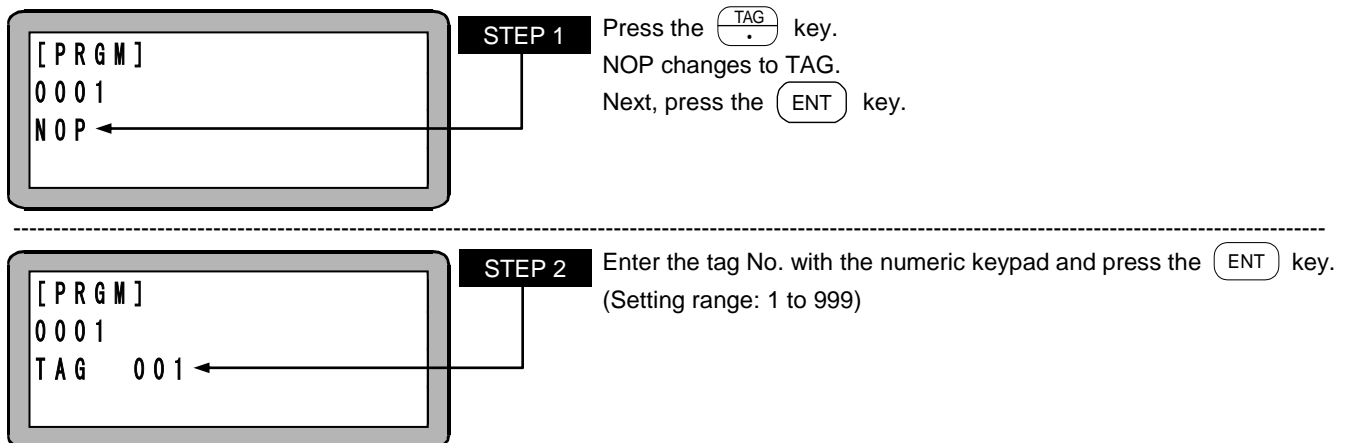 [PRGM]
0001
NOP
STEP 1
Press the TAG . key.
NOP changes to TAG.
Next, press the ENT key.
[PRGM]
0001
TAG 001
STEP 2
Enter the tag No. with the numeric keypad and press the ENT key.
(Setting range: 1 to 999)